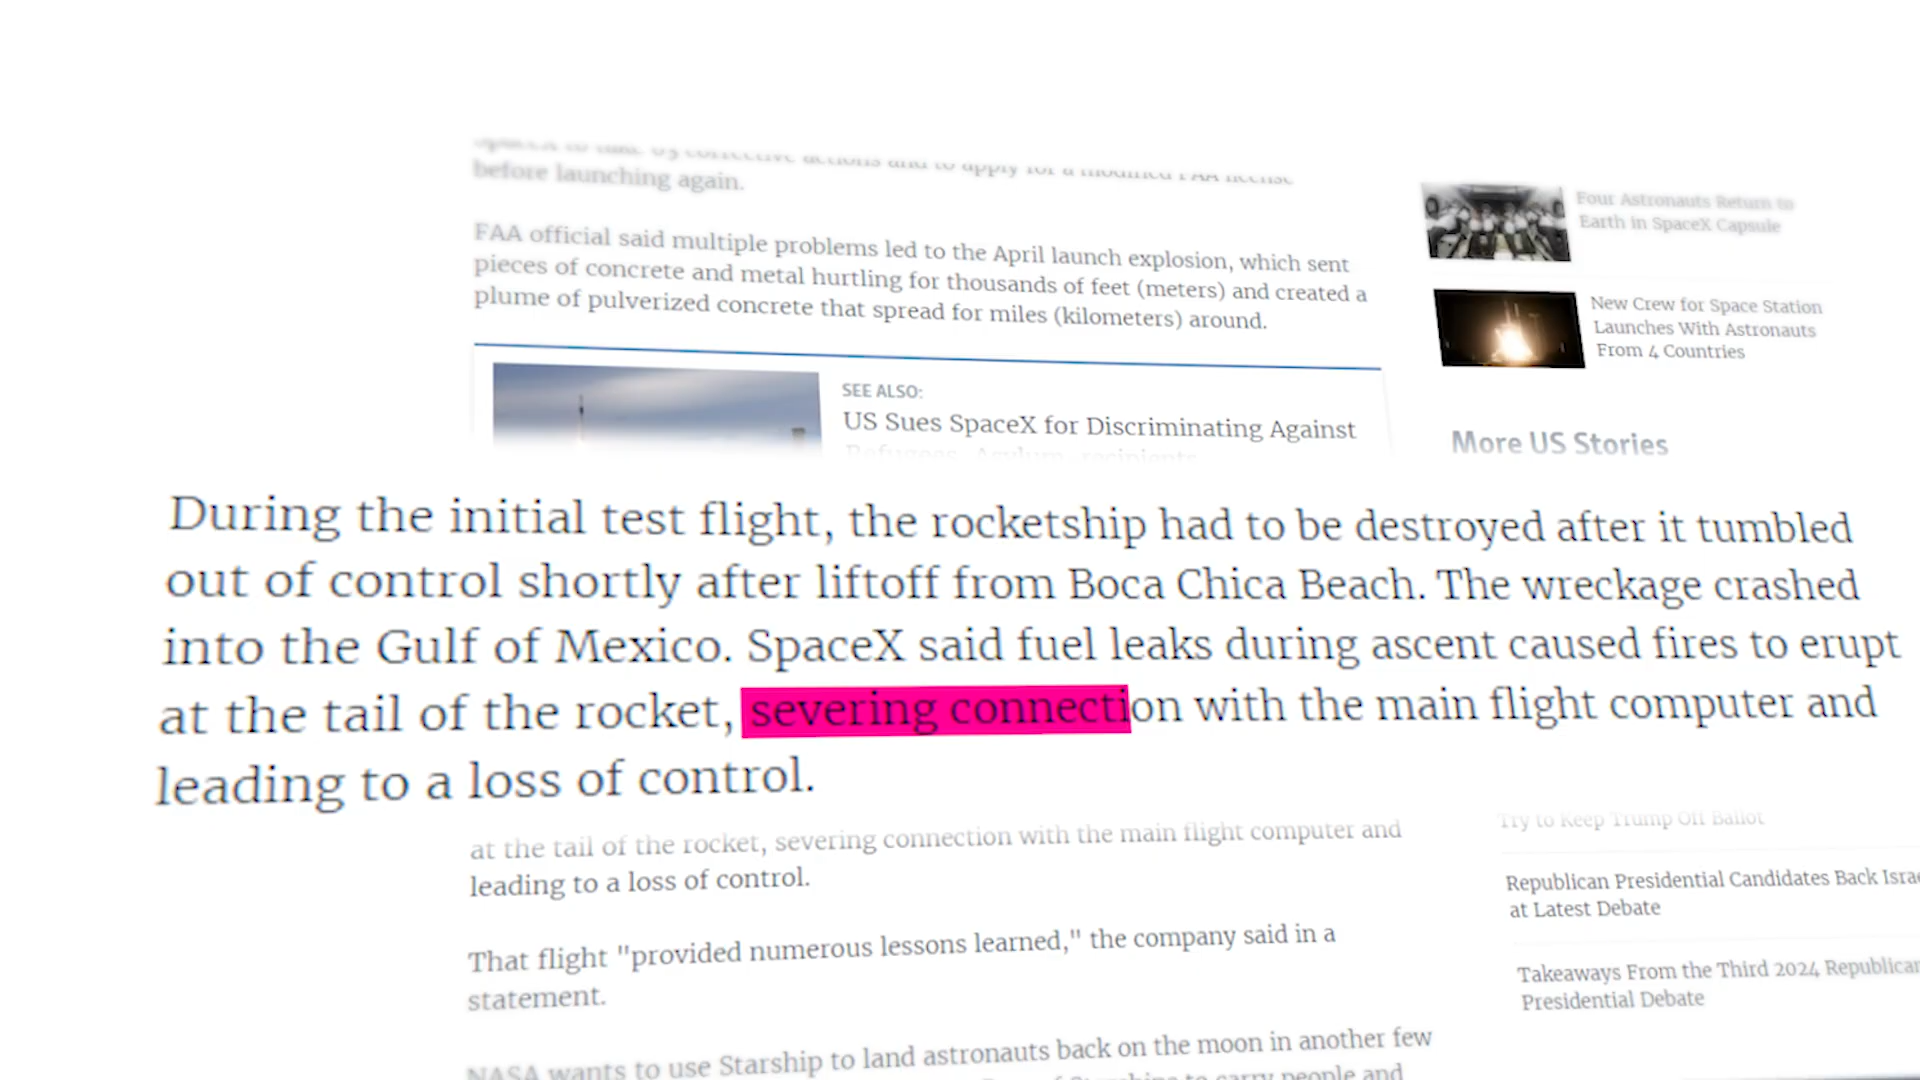 before launching again.
FAA official said multiple problems led to the April launch explosion, which sent
pieces of concrete and metal hurtling for thousands of feet (meters) and created a
plume of pulverized concrete that spread for miles (kilometers) around.
SEE ALSO:
US Sues SpaceX for Discriminating Against
Four Astronauts Return to
Earth in SpaceX Capsule
New Crew for Space Station
Launches With Astronauts
From 4 Countries
More US Stories
During the initial test flight, the rocketship had to be destroyed after it tumbled
out of control shortly after liftoff from Boca Chica Beach. The wreckage crashed
into the Gulf of Mexico. SpaceX said fuel leaks during ascent caused fires to erupt
at the tail of the rocket, severing connection with the main flight computer and
leading to a loss of control.
at the tail of the rocket, severing connection with the main flight computer and
leading to a loss of control.
That flight "provided numerous lessons learned," the company said in a
statement.
NASA wants to use Starship to land astronauts back on the moon in another few
Try to Keep Trump Off Ballot
Republican Presidential Candidates Back
at Latest Debate
Takeaways From the Third 2024 Republican
Presidential Debate